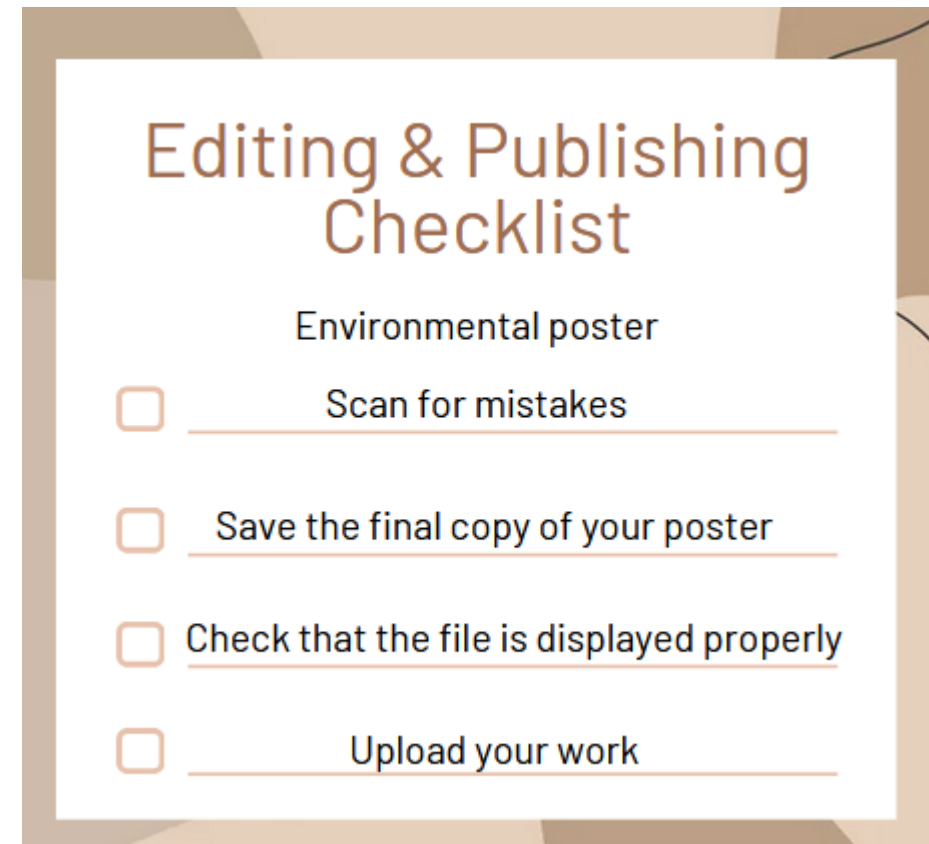 Editing & Publishing
Checklist
Environmental poster
Scan for mistakes
Save the final copy of your poster
Check that the file is displayed properly
Upload your work